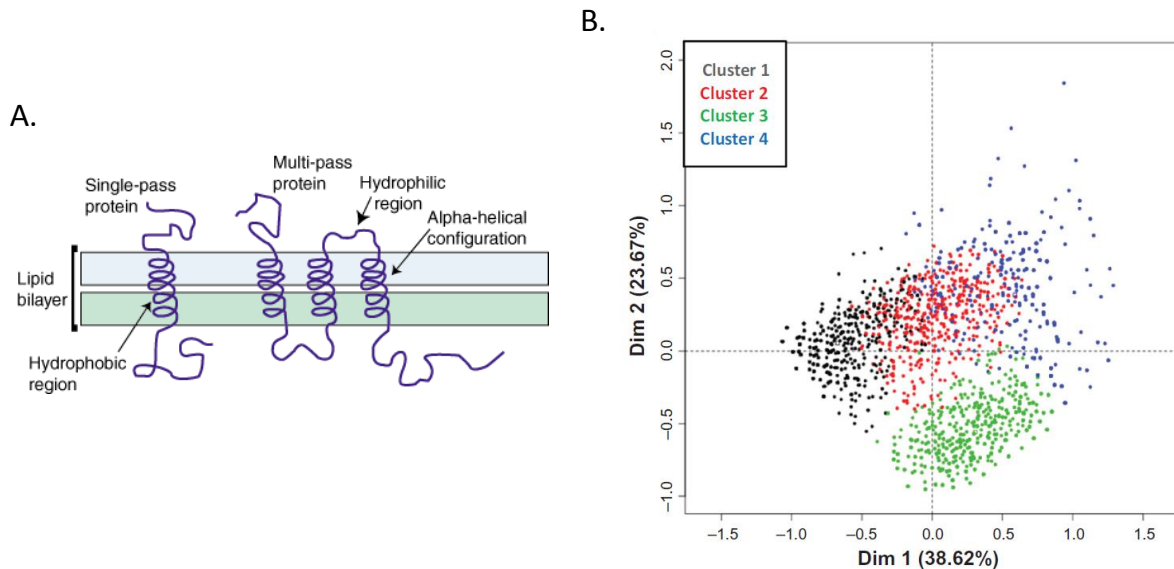 A.
Single-pass
protein
Multi-pass
protein
Hydrophilic
region
Alpha-helical
configuration
Lipid
bilayer
Hydrophobic
region
B.
Cluster 1
Cluster 2
Cluster 3
Cluster 4
2.0
1.5
1.0
0.5
0.0
−0.5
−1.0
Dim 2 (23.67%)
−1.5
−1.0
−0.5
0.0
0.5
1.0
1.5
Dim 1 (38.62%)